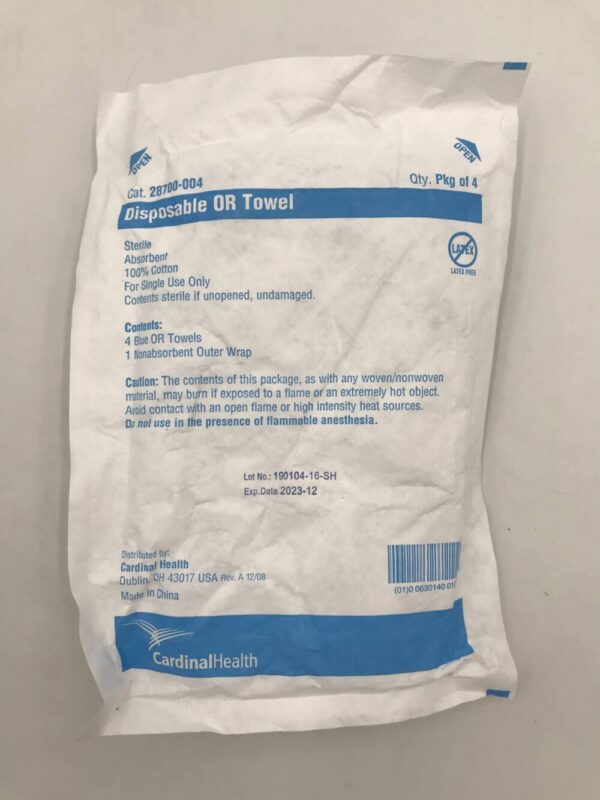 OPEN
OPEN
Cat. 28700-004
Qty. Pkg of 4
Disposable OR Towel
Sterile
Absorbent
100% Cotton
For Single Use Only
Contents sterile if unopened, undamaged.
LATEX
LATEX FREE
Contents:
4 Blue OR Towels
1 Nonabsorbent Outer Wrap
Caution: The contents of this package, as with any woven/nonwoven
material, may burn if exposed to a flame or an extremely hot object.
Avoid contact with an open flame or high intensity heat sources.
Do not use in the presence of flammable anesthesia.
Lot No.: 190104-16-SH
Exp.Date 2023-12
Distributed by:
Cardinal Health
Dublin, OH 43017 USA Rev. A 12/08
Made in China
(01)0 0630140
CardinalHealth